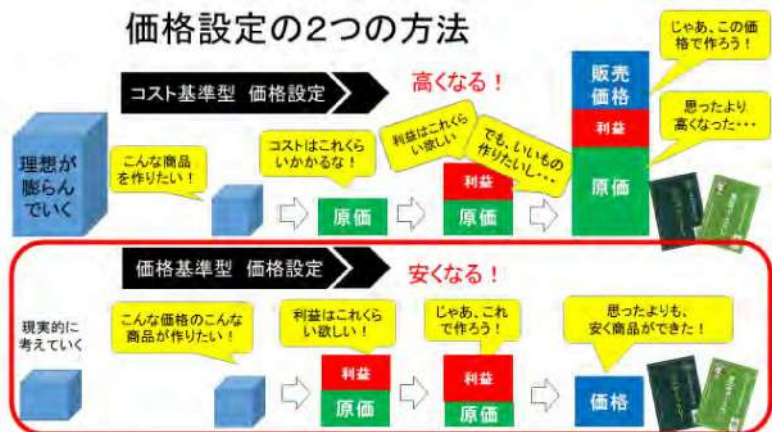 価格設定の2つの方法
コスト基準型 価格設定
高くなる！
じゃあ、この価
格で作ろう！
理想が
膨らん
でいく
こんな商品
を作りたい！
コストはこれくら
いかかるな！
原価
利益はこれくら
い欲しい
利益
原価
でも、いいもの
作りたいし・・・
販売
価格
利益
原価
思ったより
高くなった・・・
価格基準型 価格設定
安くなる！
現実的に
考えていく
こんな価格のこんな
商品が作りたい！
利益はこれくら
い欲しい！
利益
原価
じゃあ、これ
で作ろう！
利益
原価
思ったよりも、
安く商品ができた！
価格